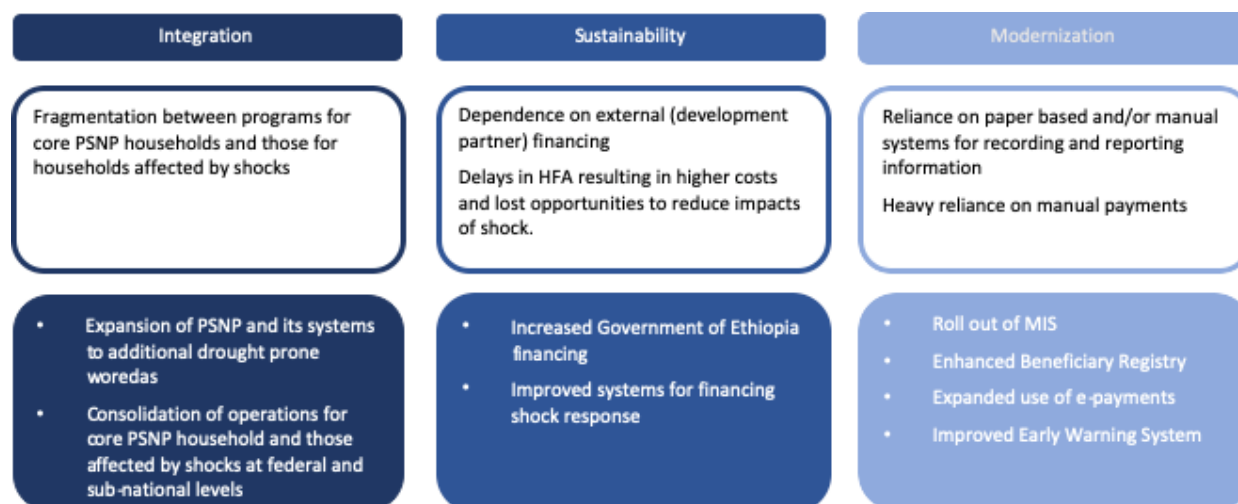 Integration
Fragmentation between programs for
core PSNP households and those for
households affected by shocks
• Expansion of PSNP and its systems
to additional drought prone
woredas
• Consolidation of operations for
core PSNP household and those
affected by shocks at federal and
sub-national levels
Sustainability
Dependence on external (development
partner) financing
Delays in HFA resulting in higher costs
and lost opportunities to reduce impacts
of shock.
• Increased Government of Ethiopia
financing
• Improved systems for financing
shock response
Modernization
Reliance on paper based and/or manual
systems for recording and reporting
information
Heavy reliance on manual payments
• Roll out of MIS
• Enhanced Beneficiary Registry
• Expanded use of e-payments
• Improved Early Warning System